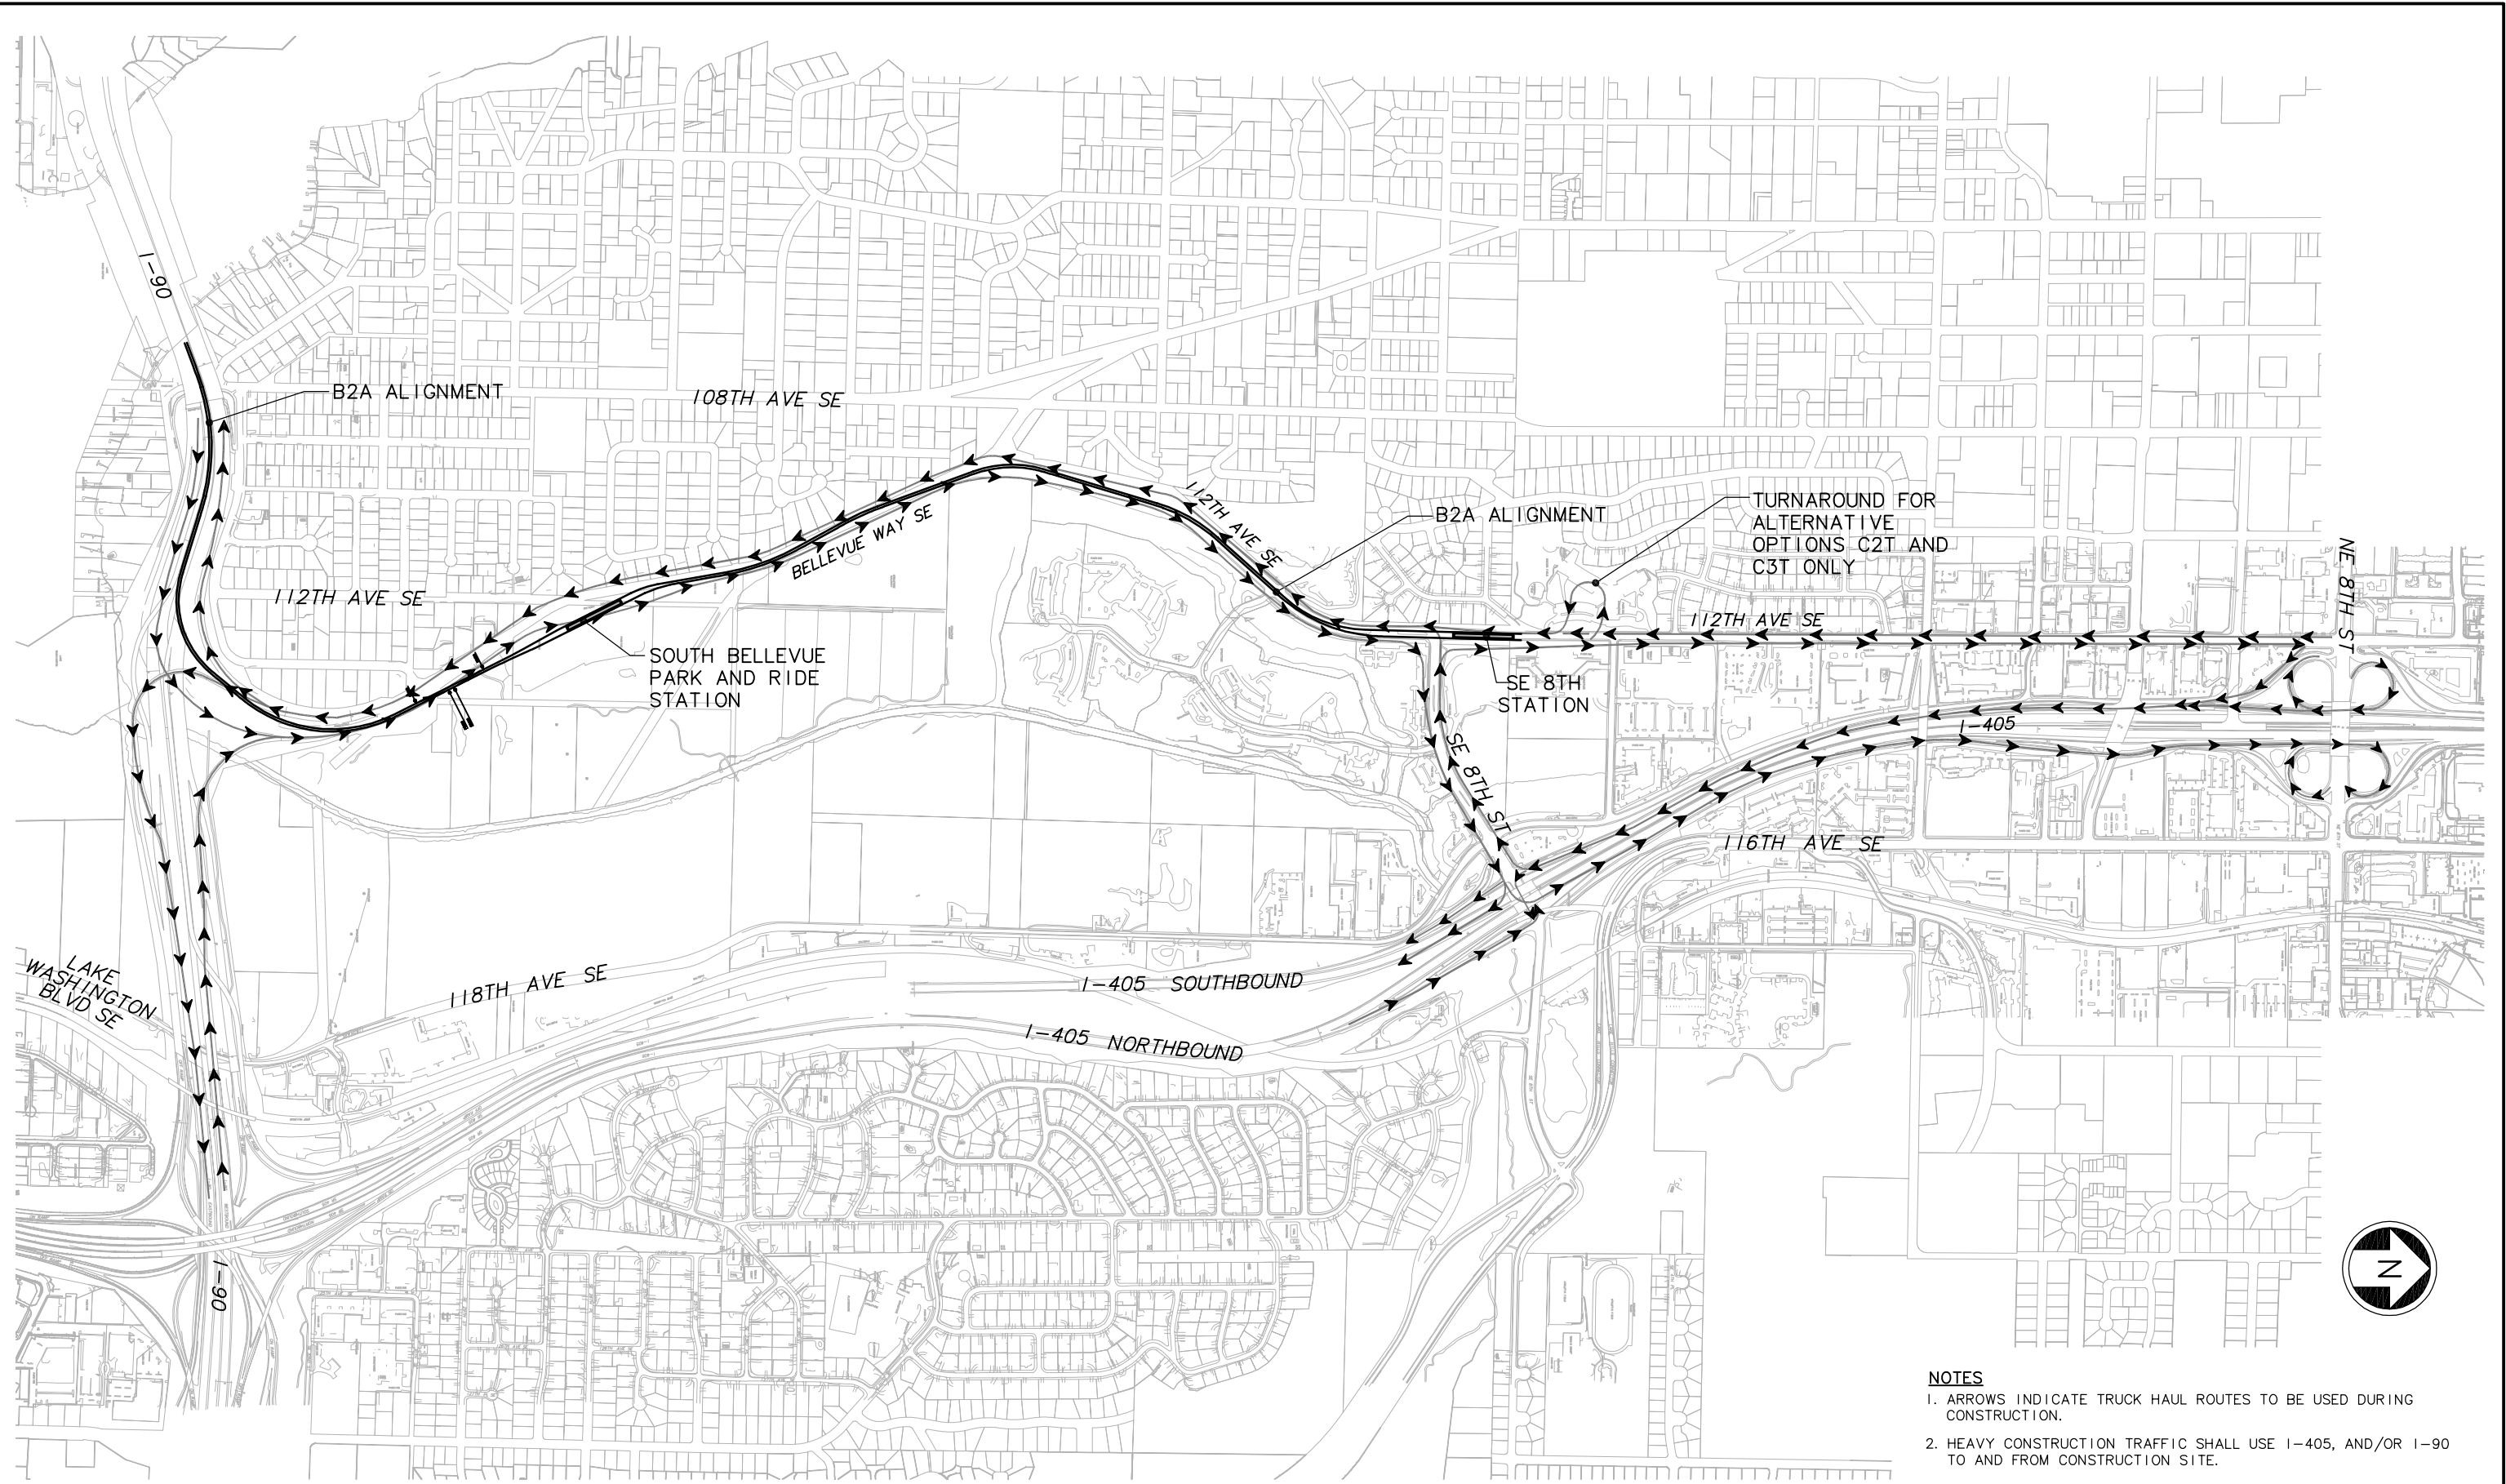 I-90
B2A ALIGNMENT
108TH AVE SE
112TH AVE SE
BELLEVUE WAY SE
112TH AVE SE
SOUTH BELLEVUE
PARK AND RIDE
STATION
B2A ALIGNMENT
TURNAROUND FOR
ALTERNATIVE
OPTIONS C2T AND
C3T ONLY
NE 8TH ST
112TH AVE SE
SE 8TH
STATION
I-405
SE 8TH ST
116TH AVE SE
LAKE
WASHINGTON
BLVD SE
118TH AVE SE
I-405 SOUTHBOUND
I-405 NORTHBOUND
I-90
N
NOTES
1. ARROWS INDICATE TRUCK HAUL ROUTES TO BE USED DURING
CONSTRUCTION.
2. HEAVY CONSTRUCTION TRAFFIC SHALL USE I-405, AND/OR I-90
TO AND FROM CONSTRUCTION SITE.